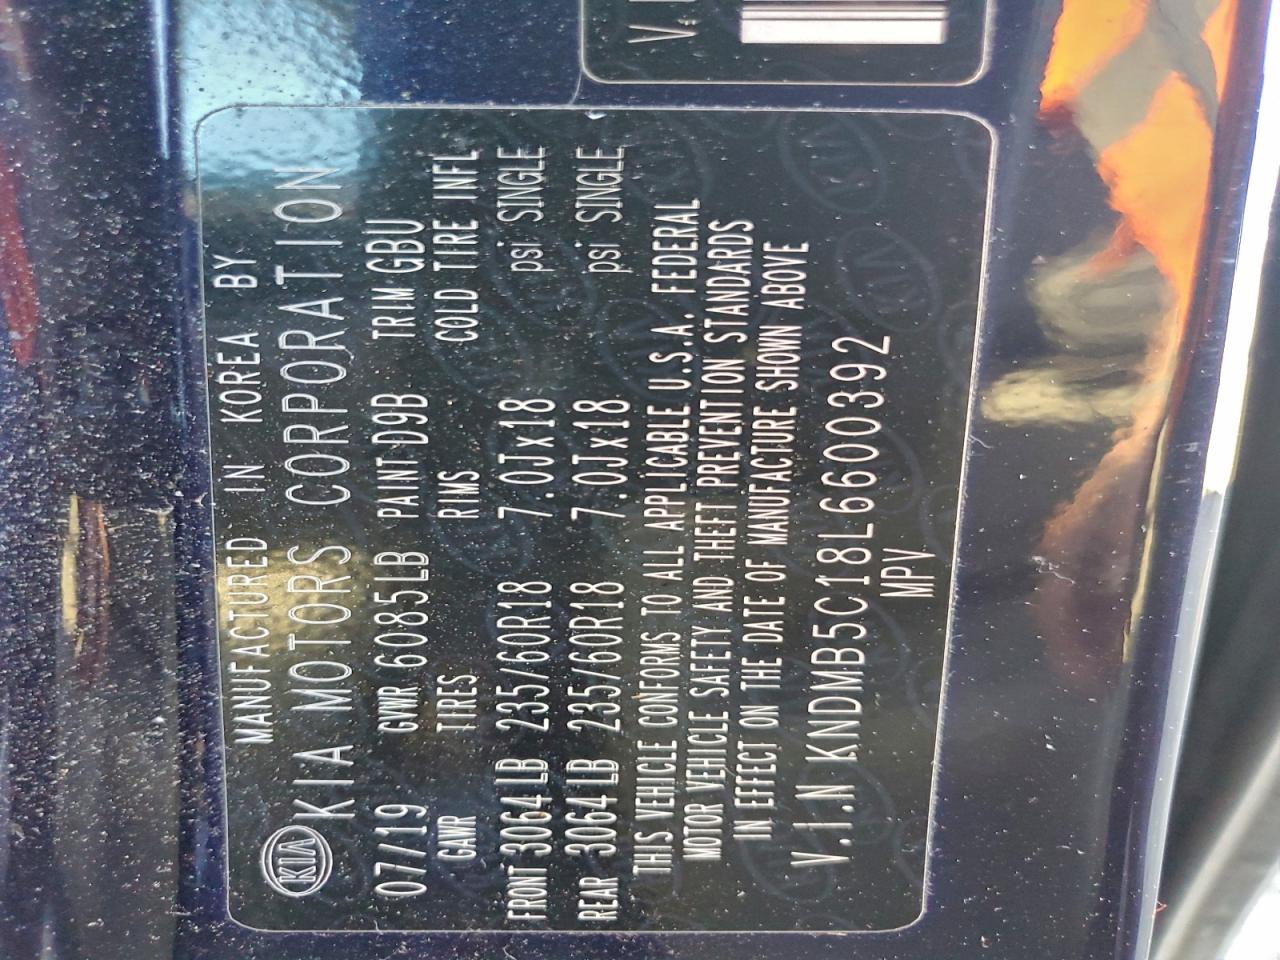 MANUFACTURED IN KOREA BY
KIA KIA MOTORS CORPORATION
07/19 GVWR 6085LB PAINT D9B TRIM GBU
GAWR TIRES RIMS COLD TIRE INFL
FRONT 3064LB 235/60R18 7.0Jx18 psi SINGLE
REAR 3064LB 235/60R18 7.0Jx18 psi SINGLE
THIS VEHICLE CONFORMS TO ALL APPLICABLE U.S.A. FEDERAL
MOTOR VEHICLE SAFETY AND THEFT PREVENTION STANDARDS
IN EFFECT ON THE DATE OF MANUFACTURE SHOWN ABOVE
V.I.N KNDMB5C18L6600392
MPV